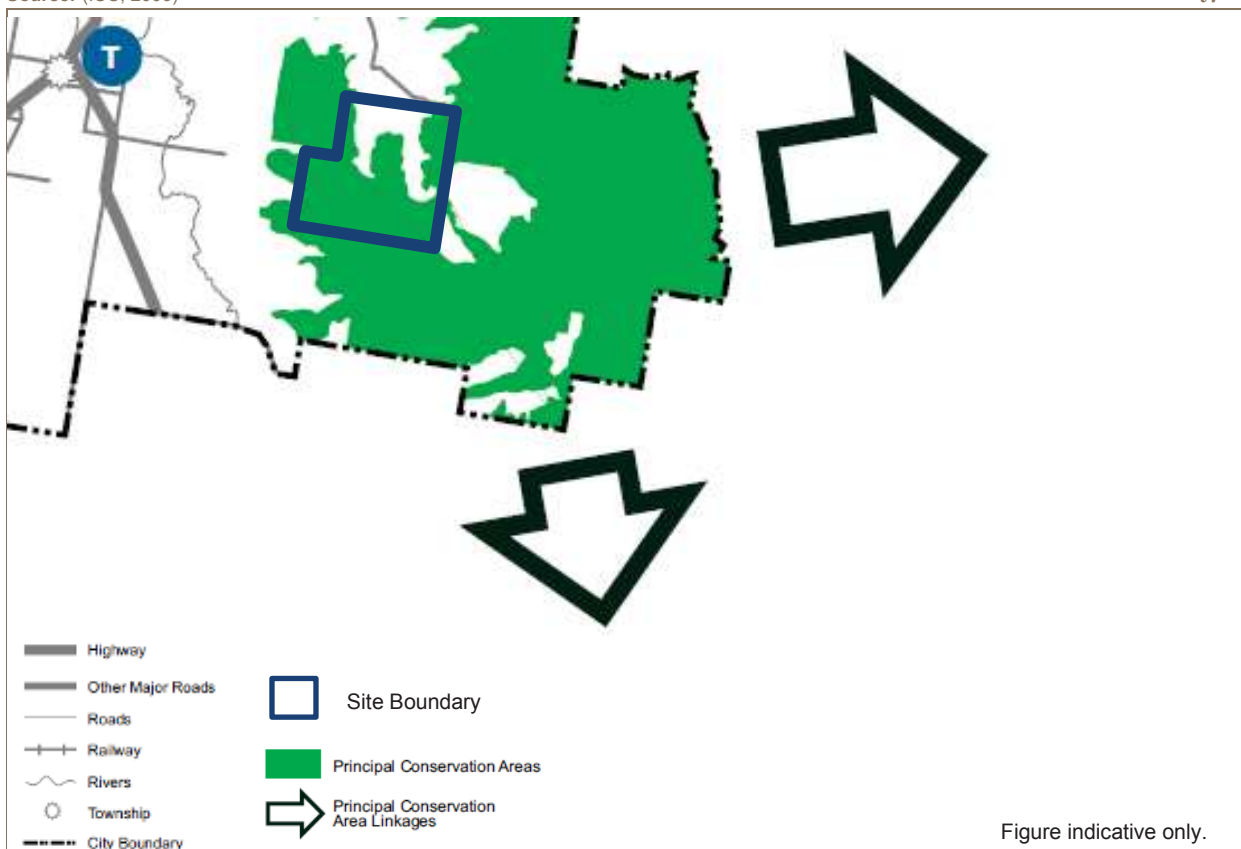 T
Highway
Other Major Roads
Roads
Railway
Rivers
Township
City Boundary
Site Boundary
Principal Conservation Areas
Principal Conservation
Area Linkages
Figure indicative only.